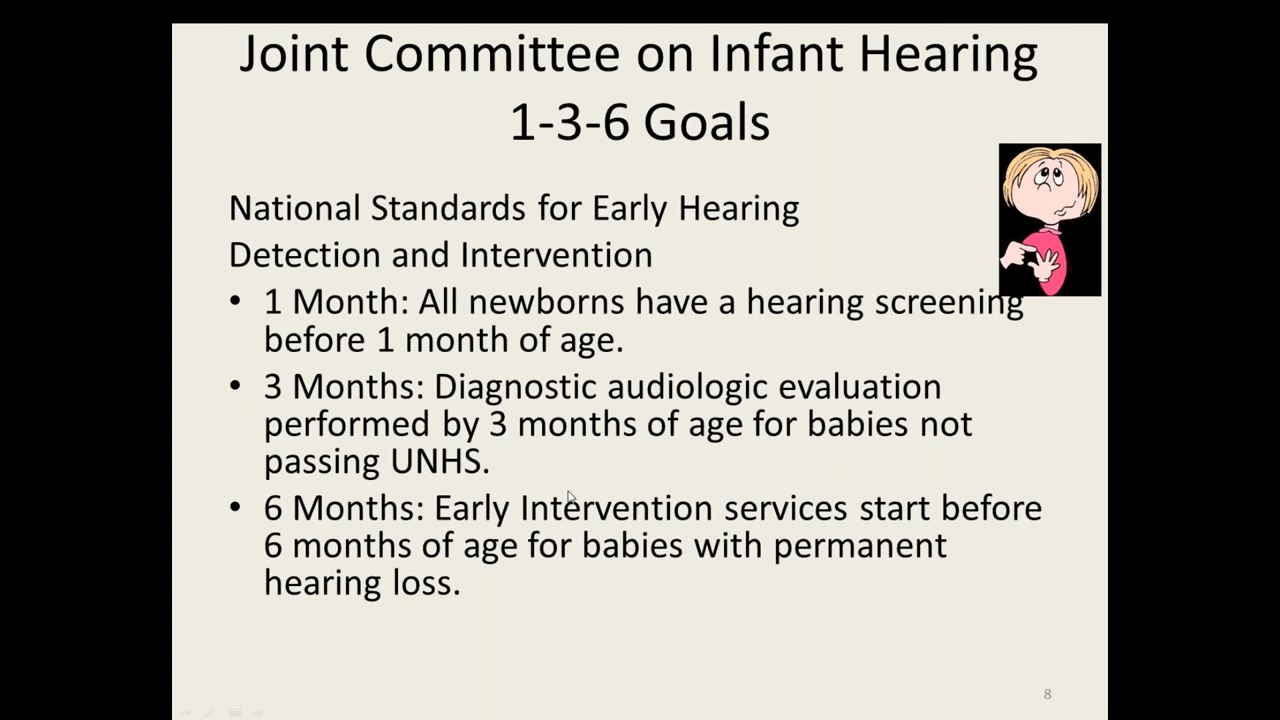 Joint Committee on Infant Hearing
1-3-6 Goals
National Standards for Early Hearing
Detection and Intervention
• 1 Month: All newborns have a hearing screening
before 1 month of age.
• 3 Months: Diagnostic audiologic evaluation
performed by 3 months of age for babies not
passing UNHS.
• 6 Months: Early Intervention services start before
6 months of age for babies with permanent
hearing loss.
8